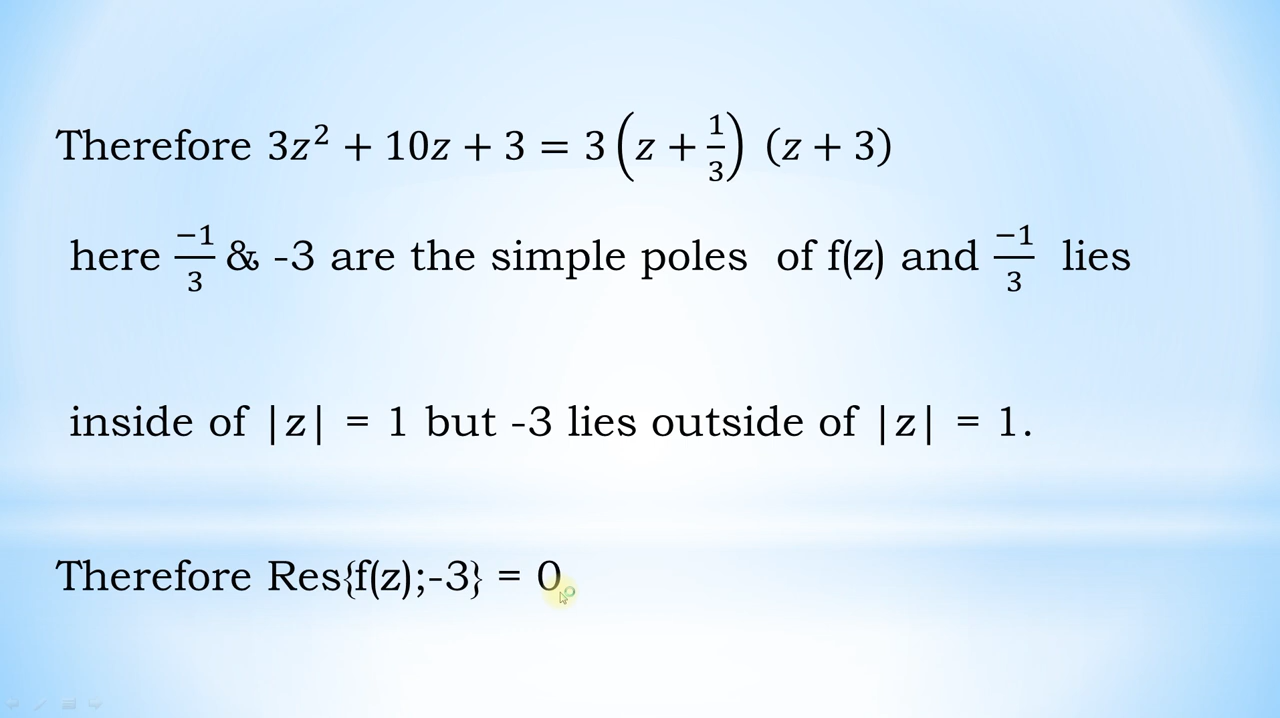 Therefore 3z² + 10z + 3 = 3 (z + 1/3) (z + 3)
here −1/3 & -3 are the simple poles of f(z) and −1/3 lies
inside of |z| = 1 but -3 lies outside of |z| = 1.
Therefore Res{f(z);-3} = 0